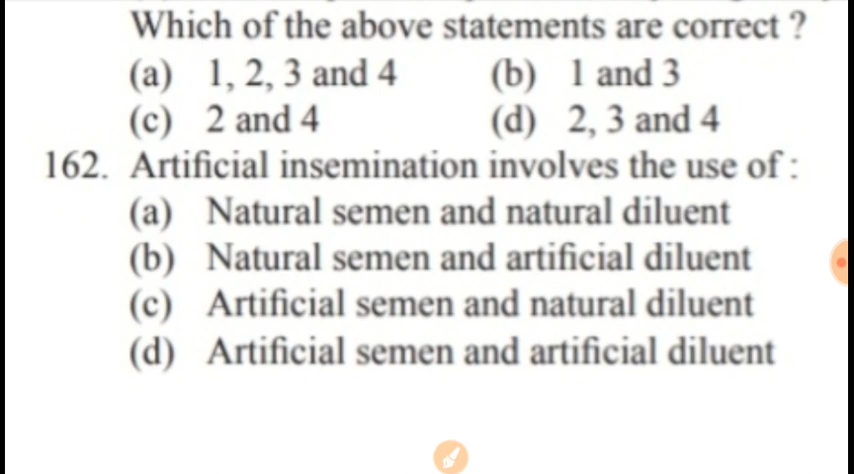 Which of the above statements are correct ?
(a) 1, 2, 3 and 4 (b) 1 and 3
(c) 2 and 4 (d) 2, 3 and 4
162. Artificial insemination involves the use of :
(a) Natural semen and natural diluent
(b) Natural semen and artificial diluent
(c) Artificial semen and natural diluent
(d) Artificial semen and artificial diluent